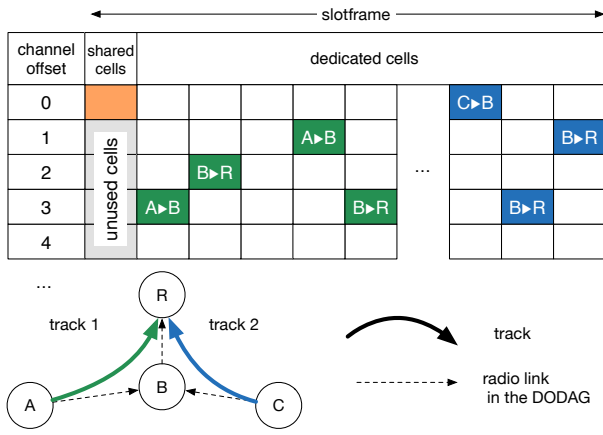 slotframe
channel offset
shared cells
dedicated cells
0
C▸B
1
A▸B
B▸R
2
B▸R
...
3
A▸B
B▸R
B▸R
4
unused cells
...
R
track 1
track 2
track
B
radio link
in the DODAG
A
C